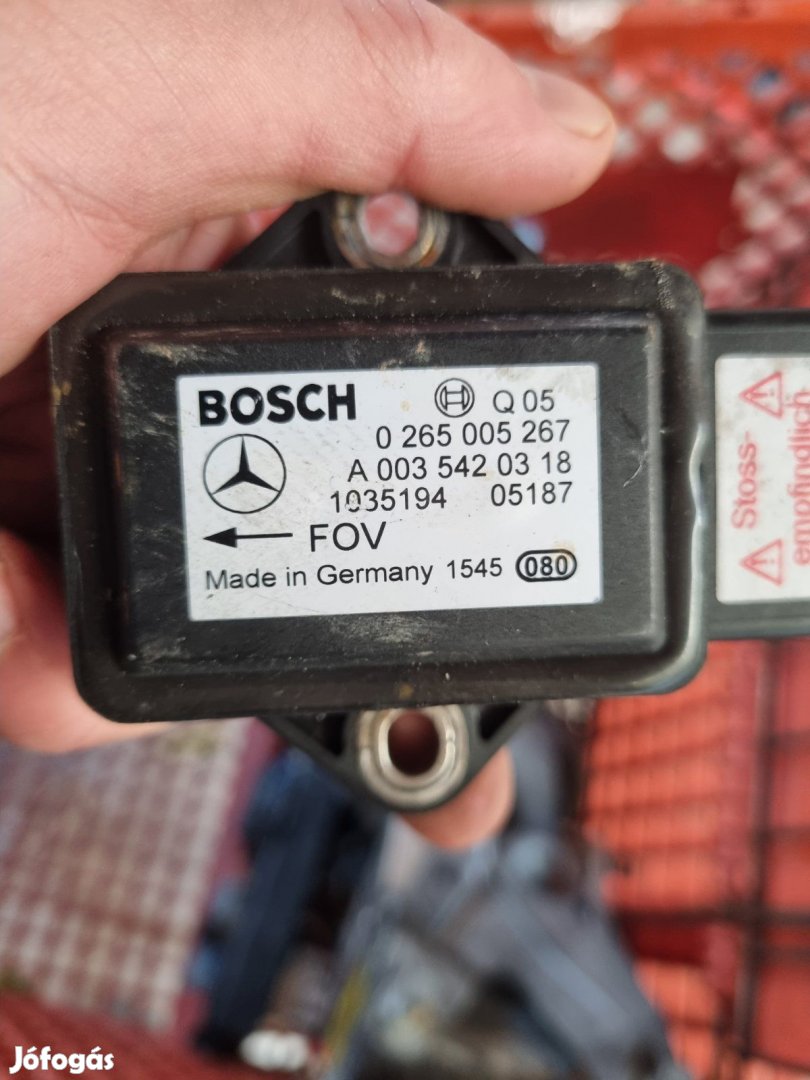 BOSCH Q 05
0 265 005 267
A 003 542 03 18
1035194 05187
FOV
Made in Germany 1545 080
Stoss-
empfindlich
Jófogás